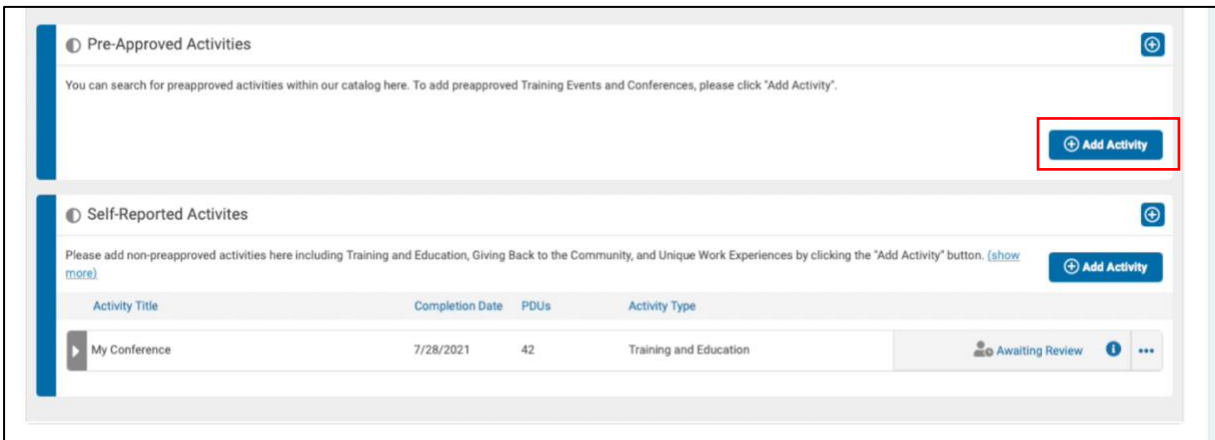 Pre-Approved Activities
You can search for preapproved activities within our catalog here. To add preapproved Training Events and Conferences, please click "Add Activity".
Add Activity
Self-Reported Activites
Please add non-preapproved activities here including Training and Education, Giving Back to the Community, and Unique Work Experiences by clicking the "Add Activity" button. (show
more)
Add Activity
Activity Title Completion Date PDUs Activity Type
My Conference 7/28/2021 42 Training and Education Awaiting Review